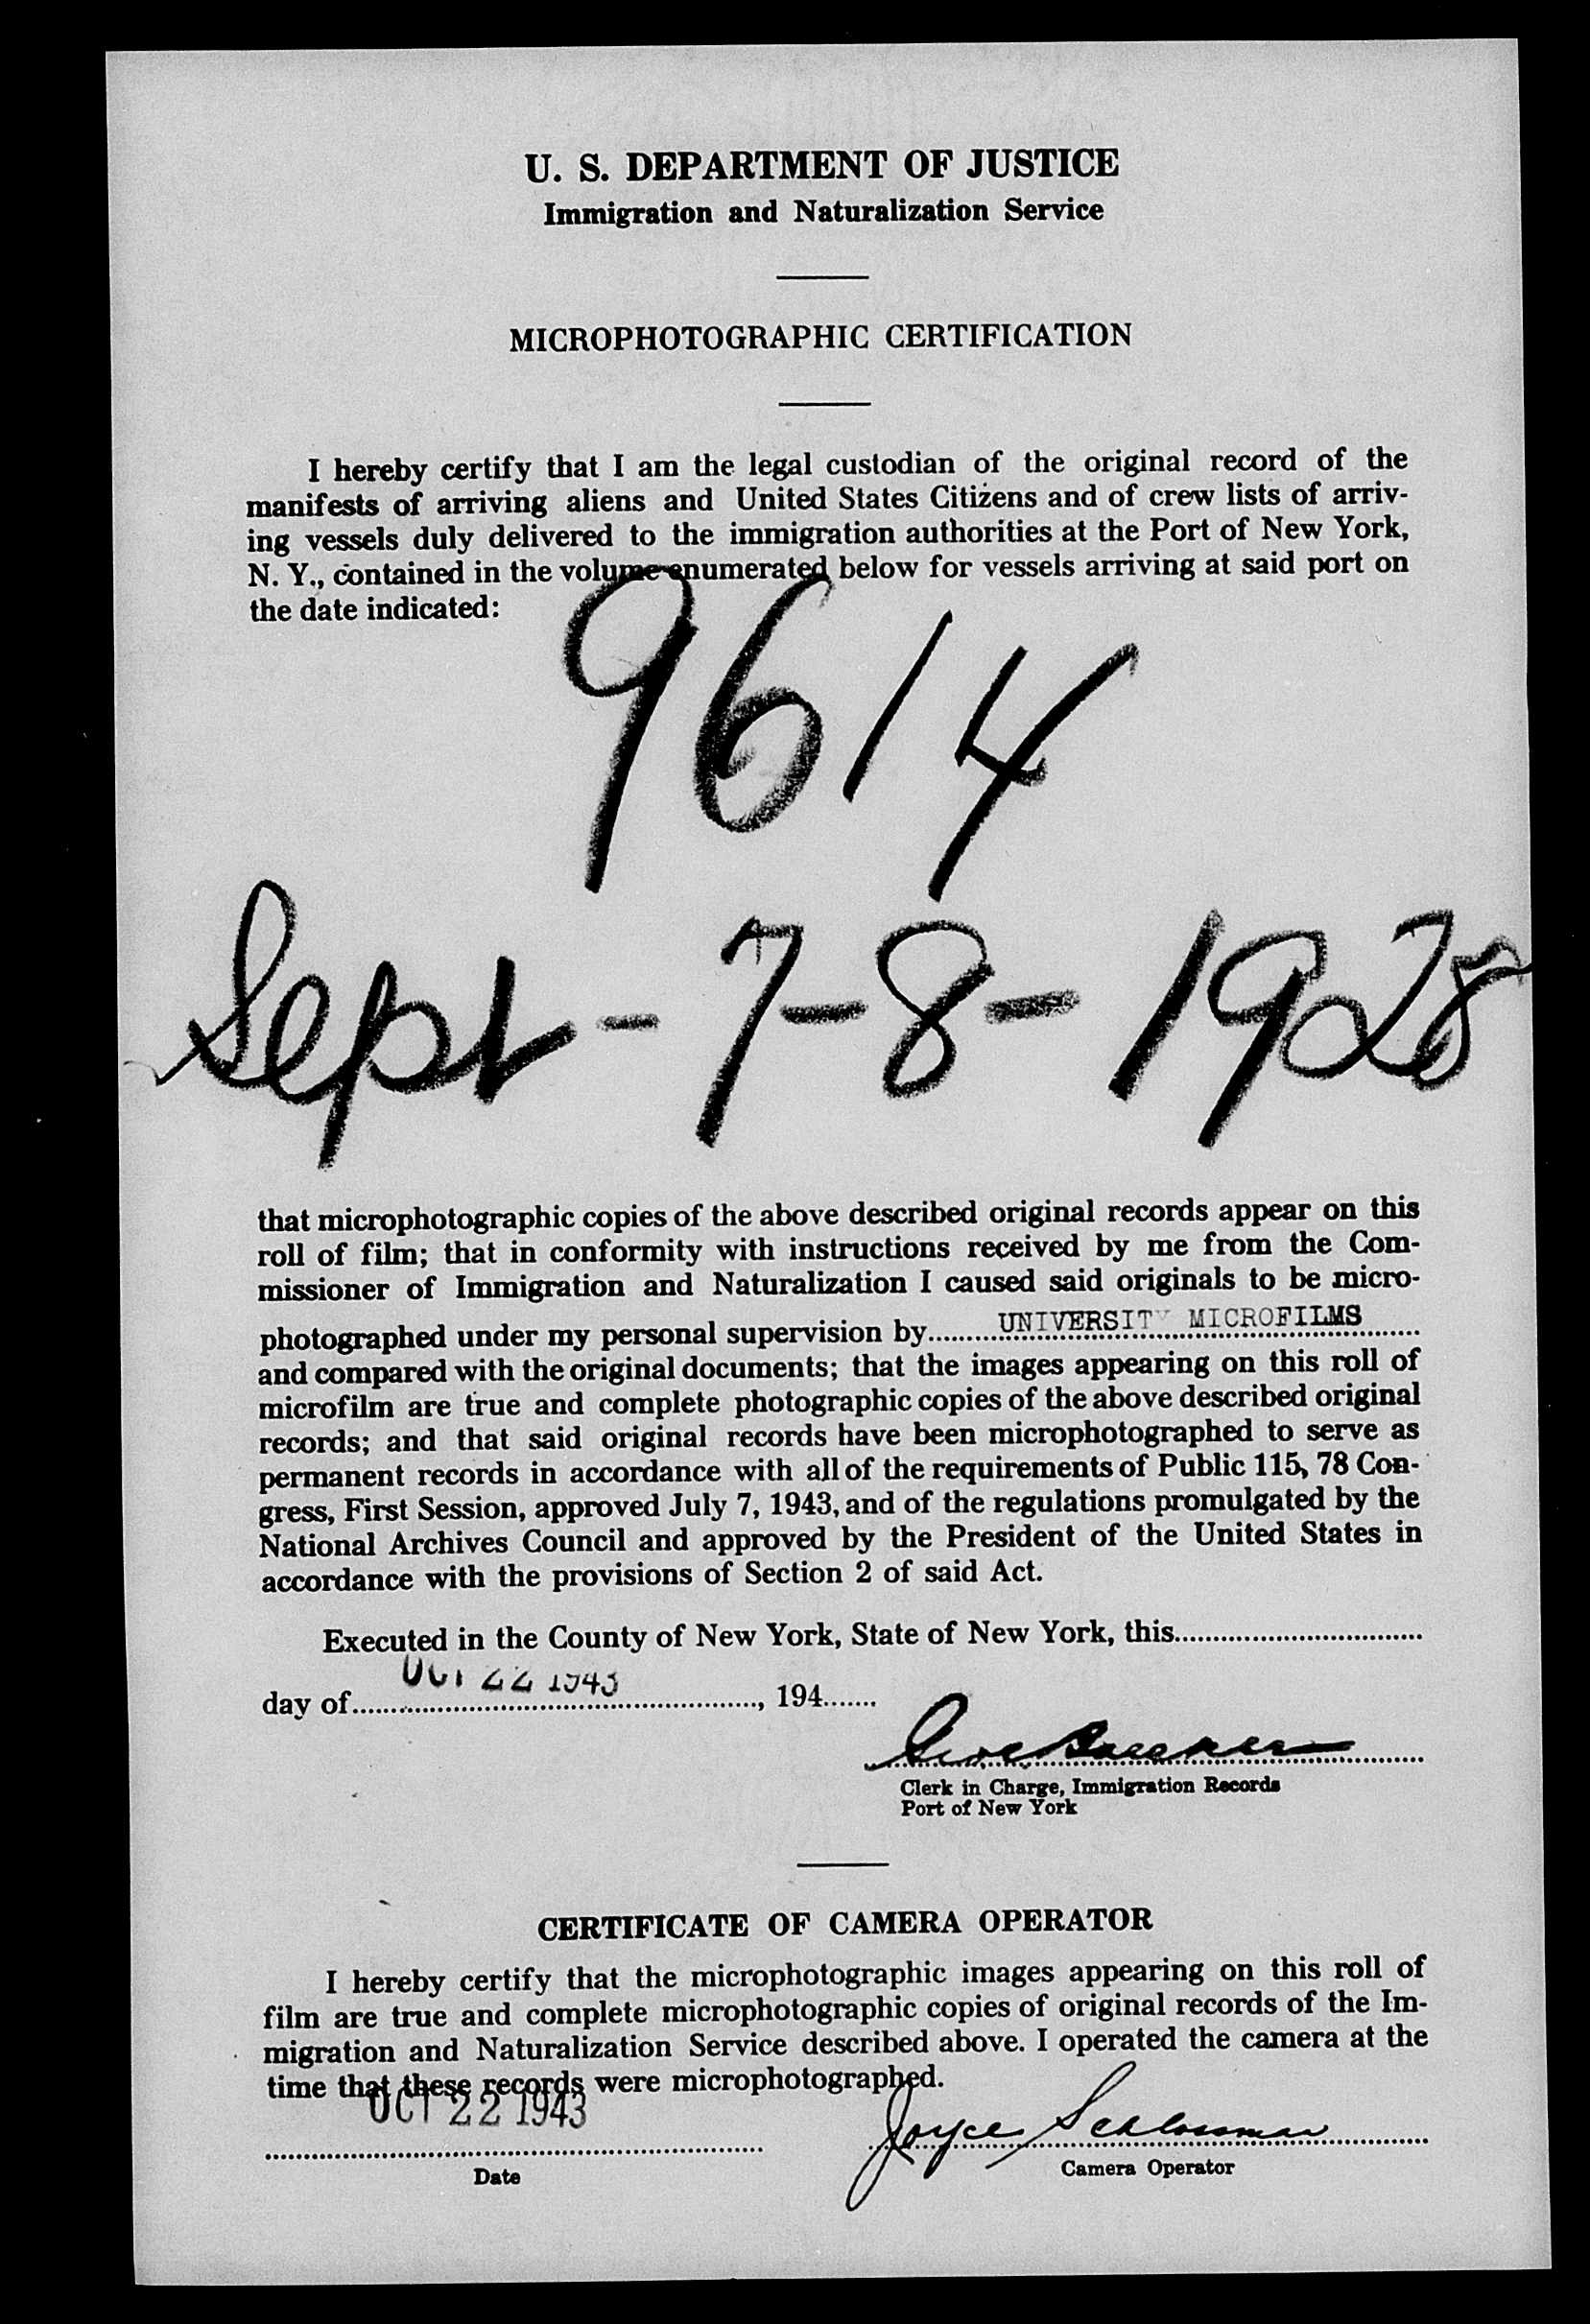 U. S. DEPARTMENT OF JUSTICE
Immigration and Naturalization Service
MICROPHOTOGRAPHIC CERTIFICATION
I hereby certify that I am the legal custodian of the original record of the
manifests of arriving aliens and United States Citizens and of crew lists of arriv-
ing vessels duly delivered to the immigration authorities at the Port of New York,
N. Y., contained in the volume enumerated below for vessels arriving at said port on
the date indicated:
9614
Sept - 7-8- 1928
that microphotographic copies of the above described original records appear on this
roll of film; that in conformity with instructions received by me from the Com-
missioner of Immigration and Naturalization I caused said originals to be micro-
photographed under my personal supervision by UNIVERSITY MICROFILMS
and compared with the original documents; that the images appearing on this roll of
microfilm are true and complete photographic copies of the above described original
records; and that said original records have been microphotographed to serve as
permanent records in accordance with all of the requirements of Public 115, 78 Con-
gress, First Session, approved July 7, 1943, and of the regulations promulgated by the
National Archives Council and approved by the President of the United States in
accordance with the provisions of Section 2 of said Act.
Executed in the County of New York, State of New York, this
day of OCT 22 1943, 194
Clerk in Charge, Immigration Records
Port of New York
CERTIFICATE OF CAMERA OPERATOR
I hereby certify that the microphotographic images appearing on this roll of
film are true and complete microphotographic copies of original records of the Im-
migration and Naturalization Service described above. I operated the camera at the
time that these records were microphotographed.
OCT 22 1943 Joyce Schlossman
Date Camera Operator